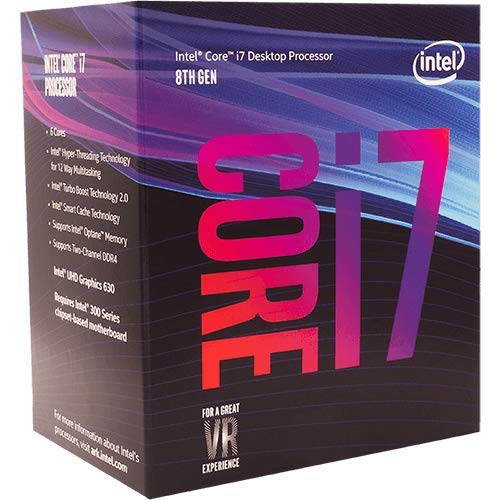 INTEL® CORE™ i7
PROCESSOR
• 6 Cores
• Intel® Hyper-Threading Technology
for 12 Way Multitasking
• Intel® Turbo Boost Technology 2.0
• Intel® Smart Cache Technology
• Supports Intel® Optane™ Memory
• Supports Two-Channel DDR4
Intel® UHD Graphics 630
Requires Intel® 300 Series
chipset-based motherboard
For more information about Intel's
processors, visit ark.intel.com
Intel® Core™ i7 Desktop Processor
8TH GEN
intel®
CORE i7
FOR A GREAT
VR
EXPERIENCE